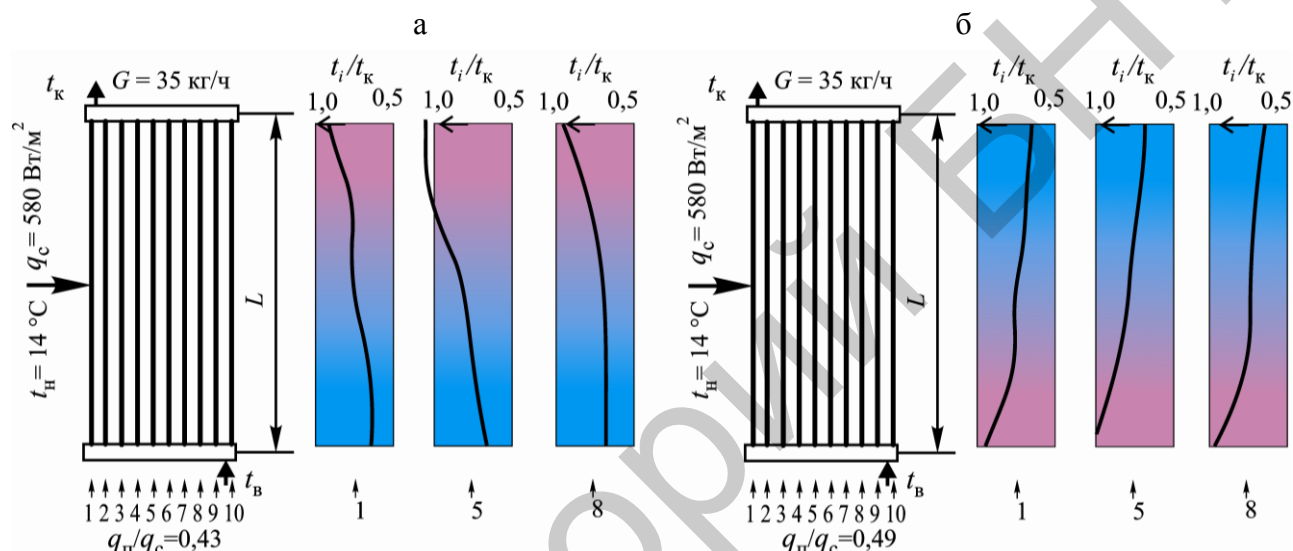 а
t_к G = 35 кг/ч
t_н = 14 °C q_с = 580 Вт/м²
L
t_в
1 2 3 4 5 6 7 8 9 10
q_п/q_с=0,43
t_i/t_к
1,0 0,5
1
t_i/t_к
1,0 0,5
5
t_i/t_к
1,0 0,5
8
б
t_к G = 35 кг/ч
t_н = 14 °C q_с = 580 Вт/м²
L
t_в
1 2 3 4 5 6 7 8 9 10
q_п/q_с=0,49
t_i/t_к
1,0 0,5
1
t_i/t_к
1,0 0,5
5
t_i/t_к
1,0 0,5
8